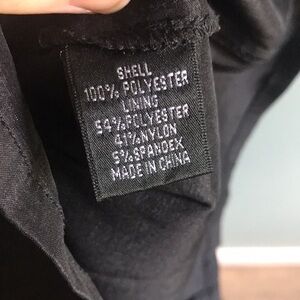 SHELL
100% POLYESTER
LINING
54%POLYESTER
41%NYLON
5%SPANDEX
MADE IN CHINA